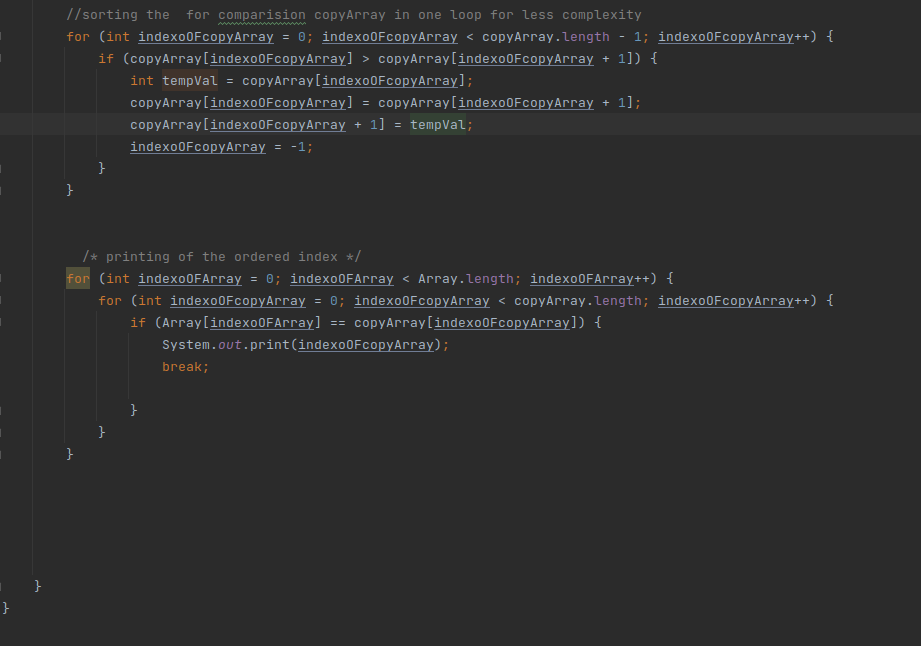 //sorting the  for comparision copyArray in one loop for less complexity
for (int indexoOFcopyArray = 0; indexoOFcopyArray < copyArray.length - 1; indexoOFcopyArray++) {
if (copyArray[indexoOFcopyArray] > copyArray[indexoOFcopyArray + 1]) {
int tempVal = copyArray[indexoOFcopyArray];
copyArray[indexoOFcopyArray] = copyArray[indexoOFcopyArray + 1];
copyArray[indexoOFcopyArray + 1] = tempVal;
indexoOFcopyArray = -1;
}
}
/* printing of the ordered index */
for (int indexoOFArray = 0; indexoOFArray < Array.length; indexoOFArray++) {
for (int indexoOFcopyArray = 0; indexoOFcopyArray < copyArray.length; indexoOFcopyArray++) {
if (Array[indexoOFArray] == copyArray[indexoOFcopyArray]) {
System.out.print(indexoOFcopyArray);
break;
}
}
}
}
}